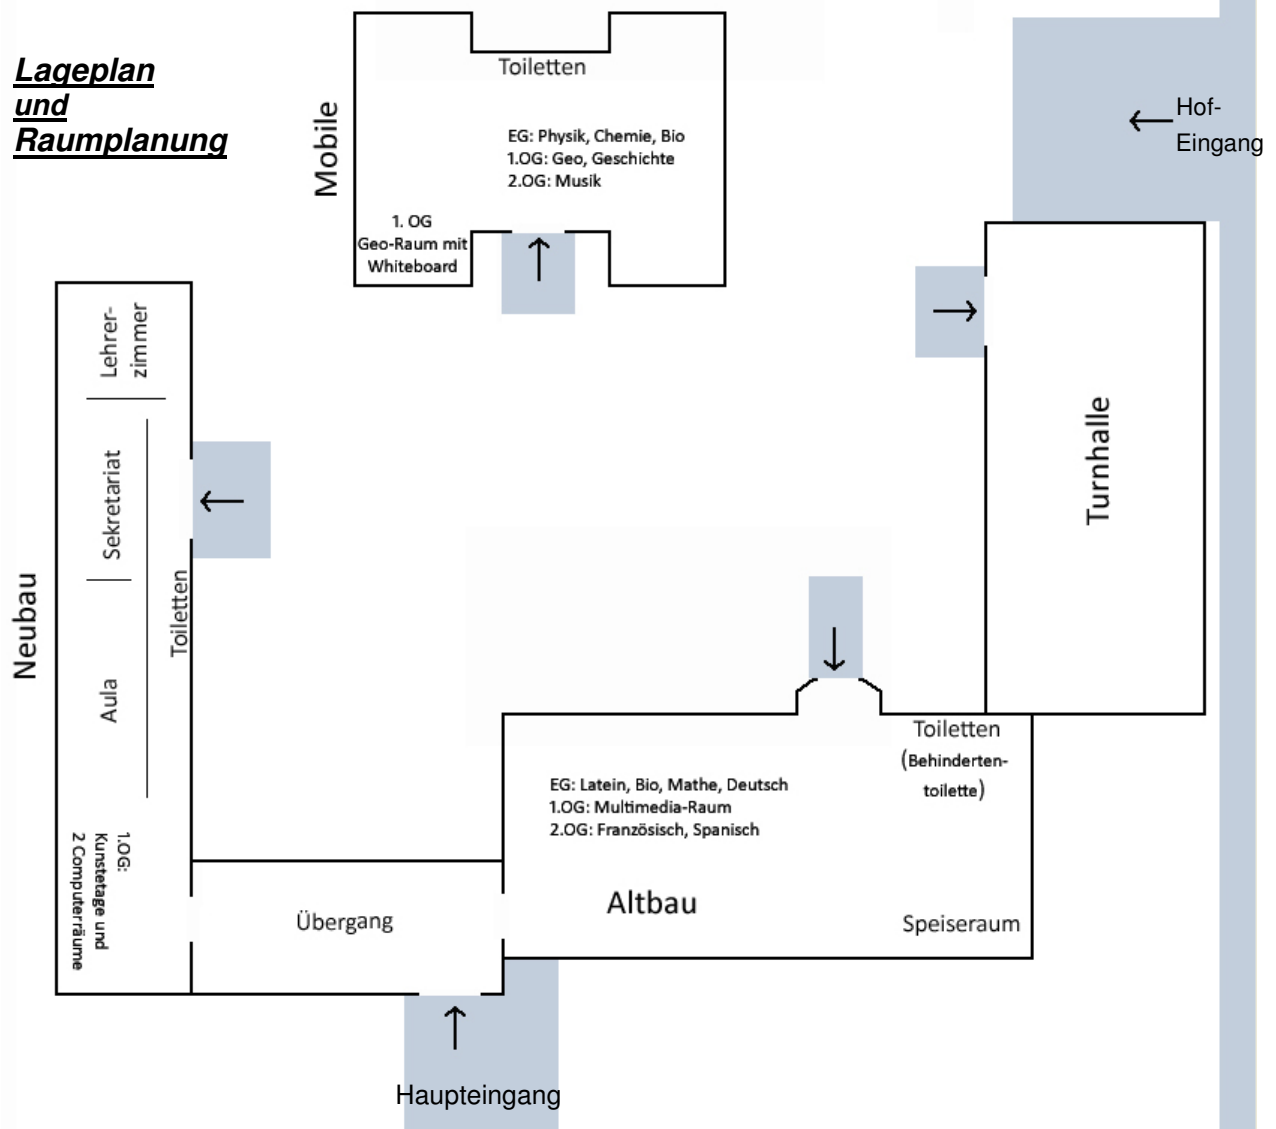 Lageplan
und
Raumplanung
Mobile
Toiletten
EG: Physik, Chemie, Bio
1.OG: Geo, Geschichte
2.OG: Musik
1. OG
Geo-Raum mit
Whiteboard
Hof-
Eingang
Turnhalle
Neubau
Lehrer-
zimmer
Sekretariat
Toiletten
Aula
1.OG:
Kunstetage und
2 Computerräume
Übergang
Haupteingang
Toiletten
(Behinderten-
toilette)
EG: Latein, Bio, Mathe, Deutsch
1.OG: Multimedia-Raum
2.OG: Französisch, Spanisch
Altbau
Speiseraum